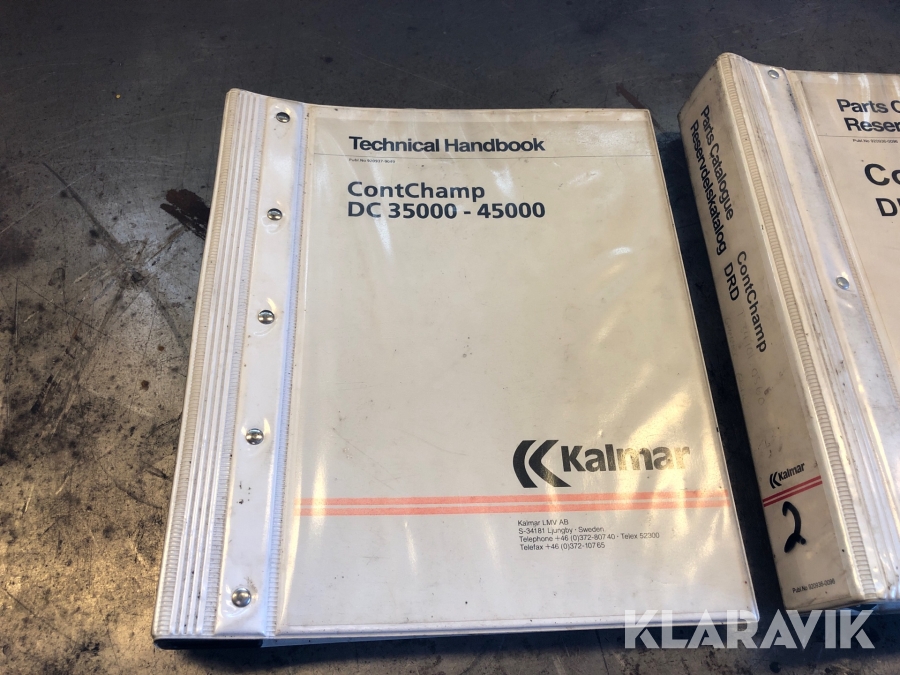 Technical Handbook
ContChamp
DC 35000 - 45000
Kalmar
Kalmar LMV AB
S-34181 Ljungby · Sweden
Telephone +46 (0)372-807 40 · Telex 52300
Telefax +46 (0)372-107 65
Parts Catalogue
Reservdelskatalog
ContChamp
DRD
Kalmar
2
Parts C
Reser
Co
KLARAVIK